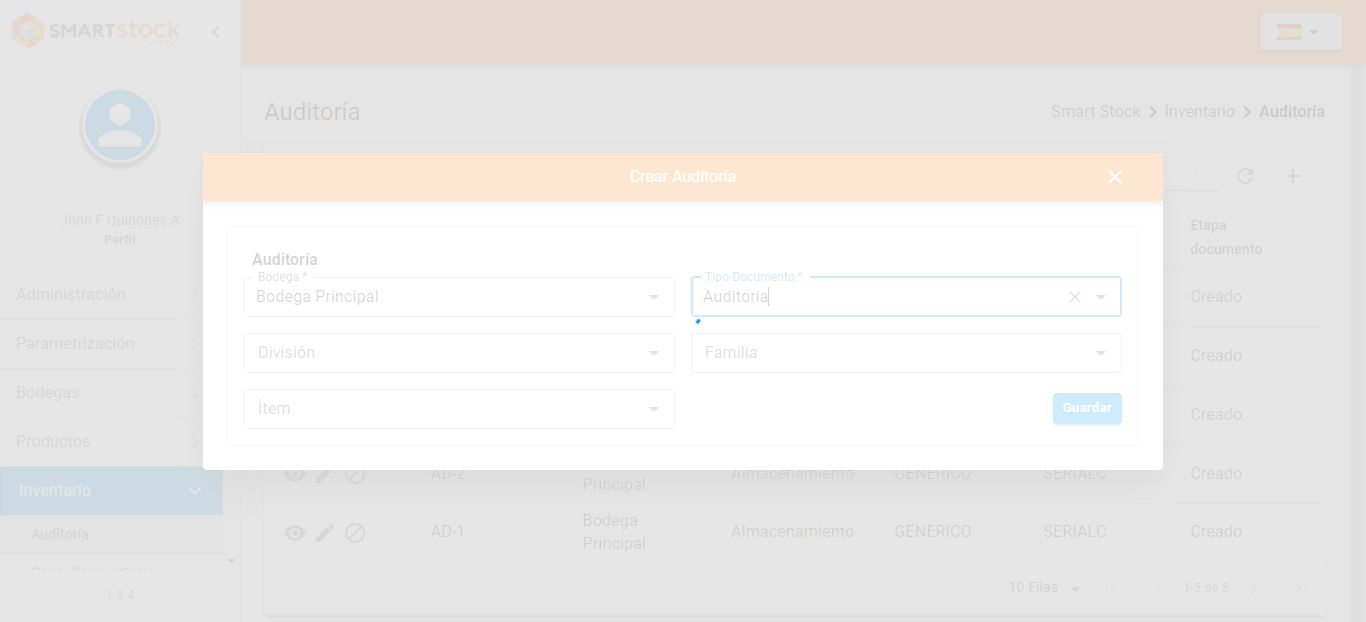 SMARTstock
Auditoría
Smart Stock
Inventario
Auditoría
Jhon F Quinones A
Perfil
Administración
Parametrización
Bodegas
Productos
Inventario
Auditoría
1.9.4
Crear Auditoría
Auditoría
Bodega *
Bodega Principal
Tipo Documento *
Auditoria
División
Familia
Ítem
Guardar
Etapa
documento
Creado
Creado
Creado
AD-2
Principal
Almacenamiento
GENERICO
SERIALC
Creado
AD-1
Bodega
Principal
Almacenamiento
GENERICO
SERIALC
Creado
10 Filas
1-5 de 5